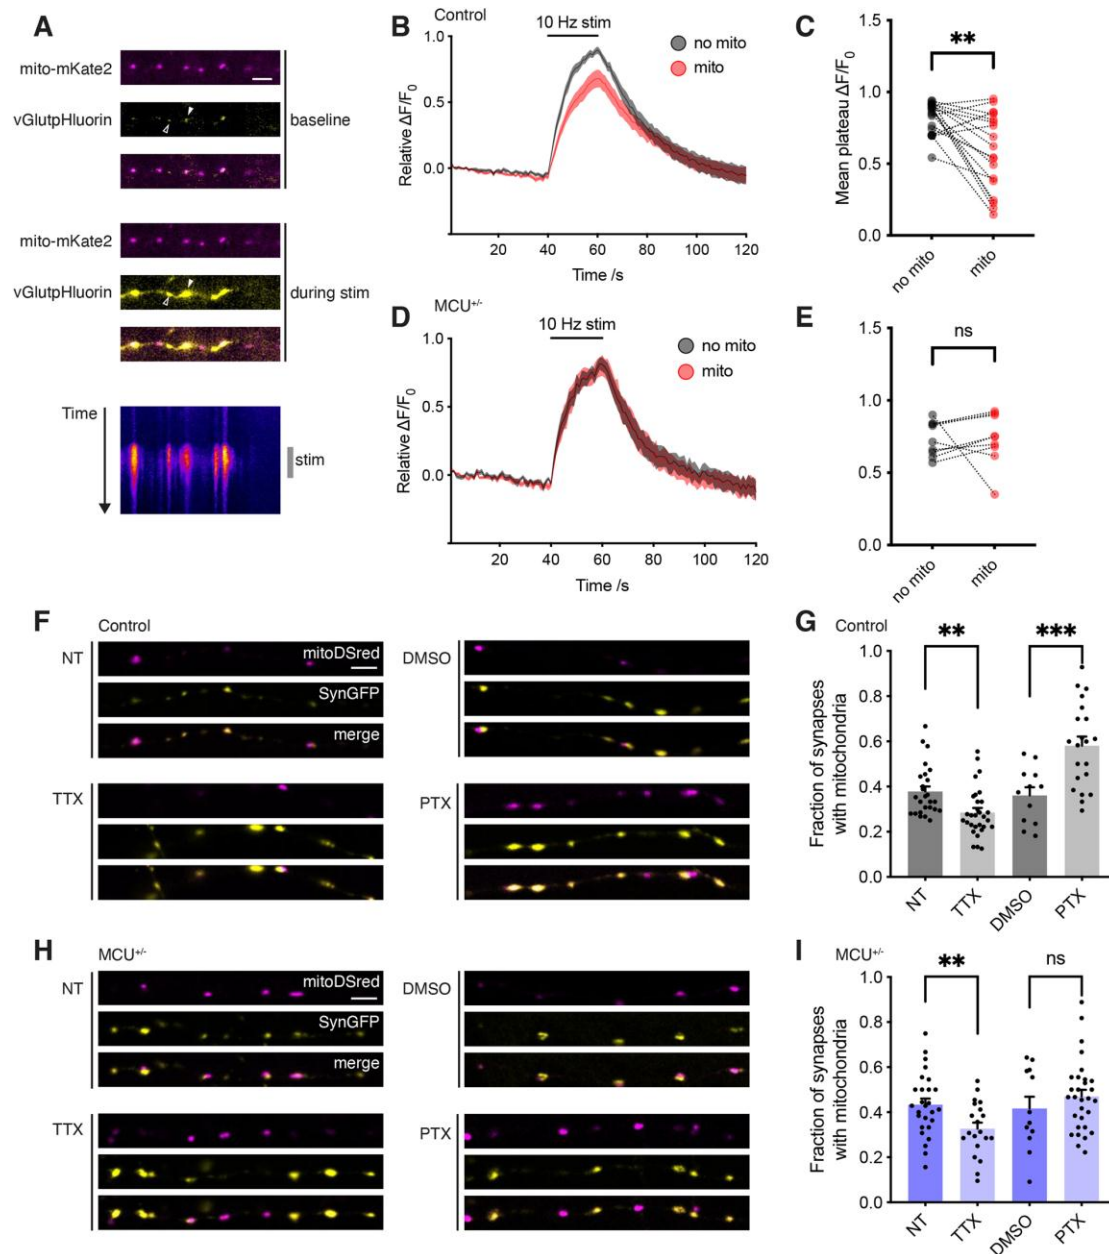 A
mito-mKate2
vGlutpHluorin
baseline
mito-mKate2
vGlutpHluorin
during stim
Time
stim
B
Control
10 Hz stim
no mito
mito
1.0
0.5
0.0
Relative ΔF/F0
0 20 40 60 80 100 120
Time /s
C
**
1.5
1.0
0.5
0.0
Mean plateau ΔF/F0
no mito
mito
D
MCU+/-
10 Hz stim
no mito
mito
1.0
0.5
0.0
Relative ΔF/F0
0 20 40 60 80 100 120
Time /s
E
ns
1.5
1.0
0.5
0.0
Mean plateau ΔF/F0
no mito
mito
F
Control
NT
mitoDSred
SynGFP
merge
DMSO
TTX
PTX
G
Control
** ***
1.0
0.8
0.6
0.4
0.2
0.0
Fraction of synapses
with mitochondria
NT TTX DMSO PTX
H
MCU+/-
NT
mitoDSred
SynGFP
merge
DMSO
TTX
PTX
I
MCU+/-
** ns
1.0
0.8
0.6
0.4
0.2
0.0
Fraction of synapses
with mitochondria
NT TTX DMSO PTX